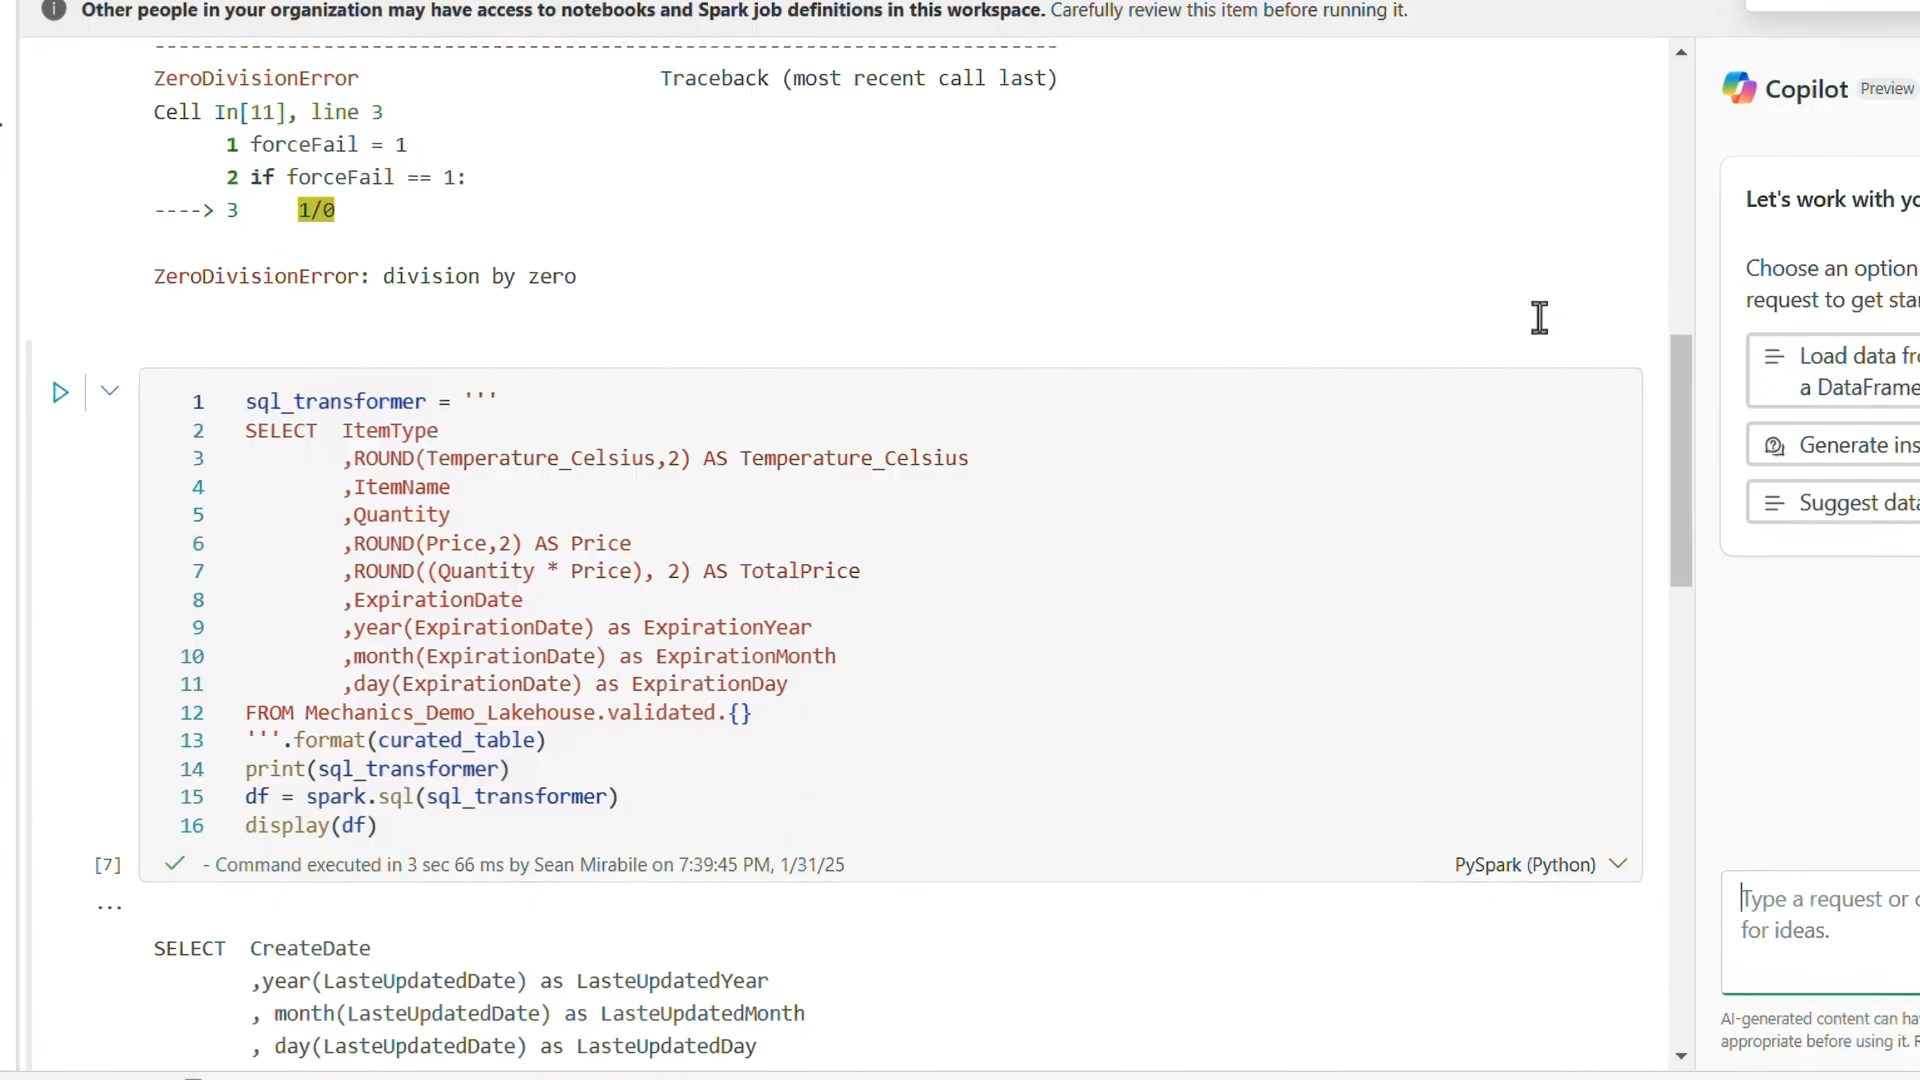 Other people in your organization may have access to notebooks and Spark job definitions in this workspace. Carefully review this item before running it.
---------------------------------------------------------------------------
ZeroDivisionError                         Traceback (most recent call last)
Cell In[11], line 3
      1 forceFail = 1
      2 if forceFail == 1:
----> 3     1/0

ZeroDivisionError: division by zero
1 sql_transformer = '''
2 SELECT  ItemType
3         ,ROUND(Temperature_Celsius,2) AS Temperature_Celsius
4         ,ItemName
5         ,Quantity
6         ,ROUND(Price,2) AS Price
7         ,ROUND((Quantity * Price), 2) AS TotalPrice
8         ,ExpirationDate
9         ,year(ExpirationDate) as ExpirationYear
10         ,month(ExpirationDate) as ExpirationMonth
11         ,day(ExpirationDate) as ExpirationDay
12 FROM Mechanics_Demo_Lakehouse.validated.{}
13 '''.format(curated_table)
14 print(sql_transformer)
15 df = spark.sql(sql_transformer)
16 display(df)
[7] - Command executed in 3 sec 66 ms by Sean Mirabile on 7:39:45 PM, 1/31/25 PySpark (Python)
...
SELECT  CreateDate
        ,year(LasteUpdatedDate) as LasteUpdatedYear
        , month(LasteUpdatedDate) as LasteUpdatedMonth
        , day(LasteUpdatedDate) as LasteUpdatedDay
Copilot Preview
Let's work with
Choose an option
request to get
Load data
a DataFrame
Generate
Suggest
Type a request or
for ideas.
AI-generated content can
appropriate before using it.